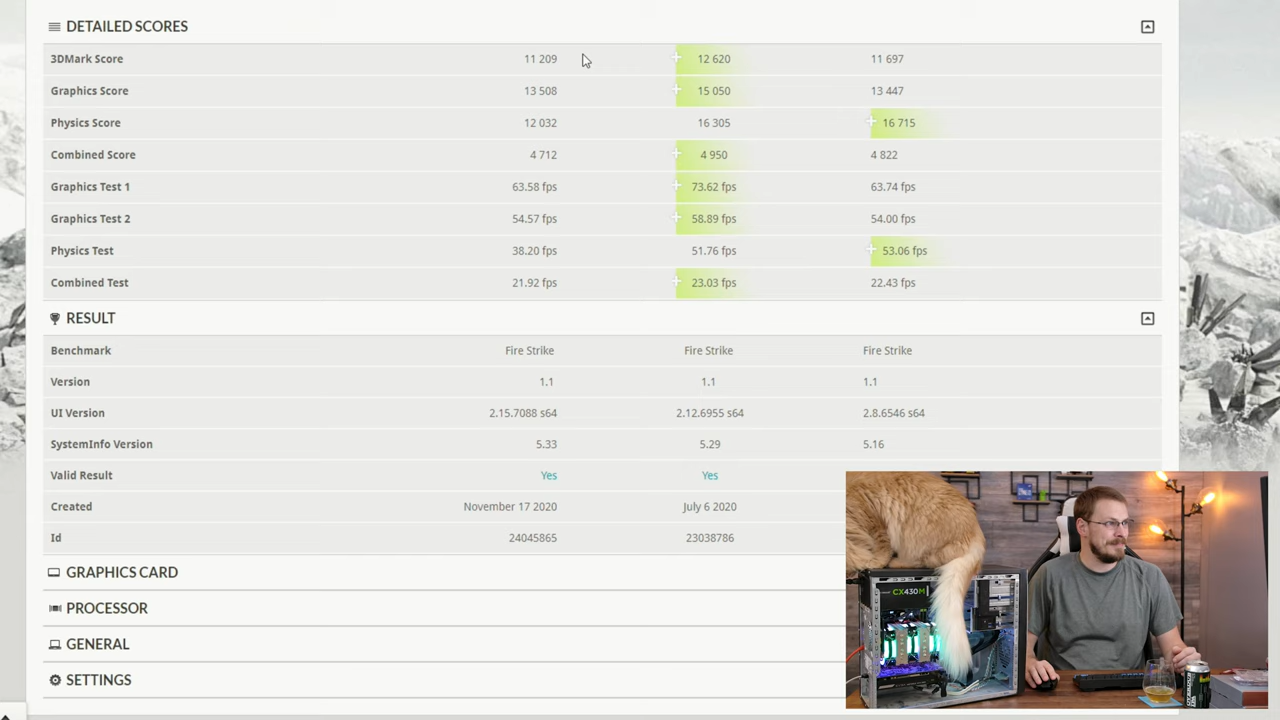 DETAILED SCORES
3DMark Score 11 209 12 620 11 697
Graphics Score 13 508 15 050 13 447
Physics Score 12 032 16 305 16 715
Combined Score 4 712 4 950 4 822
Graphics Test 1 63.58 fps 73.62 fps 63.74 fps
Graphics Test 2 54.57 fps 58.89 fps 54.00 fps
Physics Test 38.20 fps 51.76 fps 53.06 fps
Combined Test 21.92 fps 23.03 fps 22.43 fps
RESULT
Benchmark Fire Strike Fire Strike Fire Strike
Version 1.1 1.1 1.1
UI Version 2.15.7088 s64 2.12.6955 s64 2.8.6546 s64
SystemInfo Version 5.33 5.29 5.16
Valid Result Yes Yes
Created November 17 2020 July 6 2020
Id 24045865 23038786
GRAPHICS CARD
PROCESSOR
GENERAL
SETTINGS
CX430M